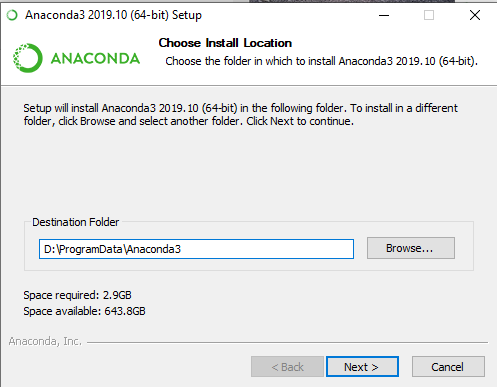 Anaconda3 2019.10 (64-bit) Setup
Choose Install Location
Choose the folder in which to install Anaconda3 2019.10 (64-bit).
ANACONDA
Setup will install Anaconda3 2019.10 (64-bit) in the following folder. To install in a different
folder, click Browse and select another folder. Click Next to continue.
Destination Folder
D:\ProgramData\Anaconda3
Browse...
Space required: 2.9GB
Space available: 643.8GB
Anaconda, Inc.
< Back
Next >
Cancel